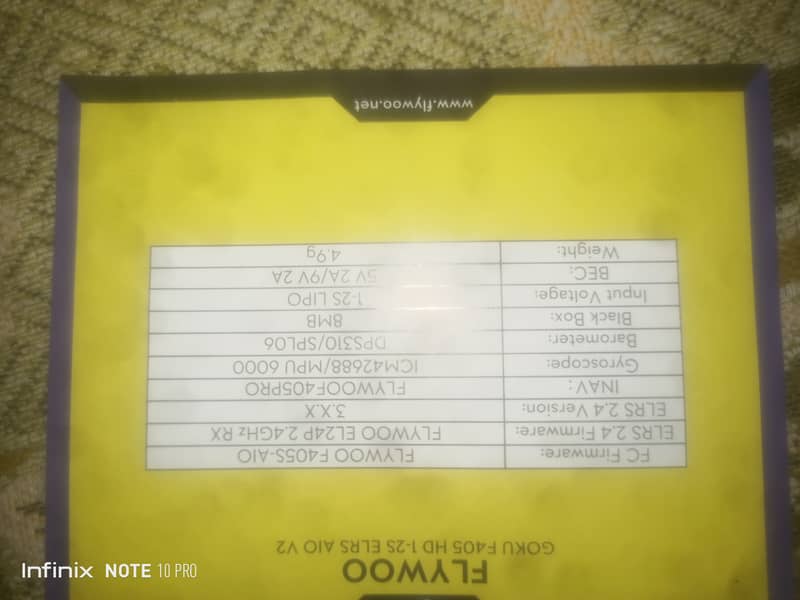 FLYWOO
GOKU F405 HD 1-2S ELRS AIO V2
FC Firmware: FLYWOO F405S-AIO
ELRS 2.4 Firmware: FLYWOO EL24P 2.4GHz RX
ELRS 2.4 Version: 3.X.X
INAV: FLYWOOF405PRO
Gyroscope: ICM42688/MPU 6000
Barometer: DPS310/SPL06
Black Box: 8MB
Input Voltage: 1-2S LIPO
BEC: 5V 2A/9V 2A
Weight: 4.9g
www.flywoo.net
Infinix NOTE 10 PRO